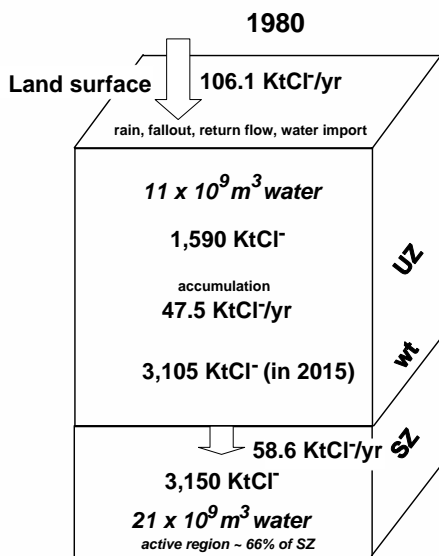 1980
Land surface
106.1 KtCl⁻/yr
rain, fallout, return flow, water import
11 x 10⁹ m³ water
1,590 KtCl⁻
accumulation
47.5 KtCl⁻/yr
UZ
3,105 KtCl⁻ (in 2015)
wt
58.6 KtCl⁻/yr
SZ
3,150 KtCl⁻
21 x 10⁹ m³ water
active region ~ 66% of SZ